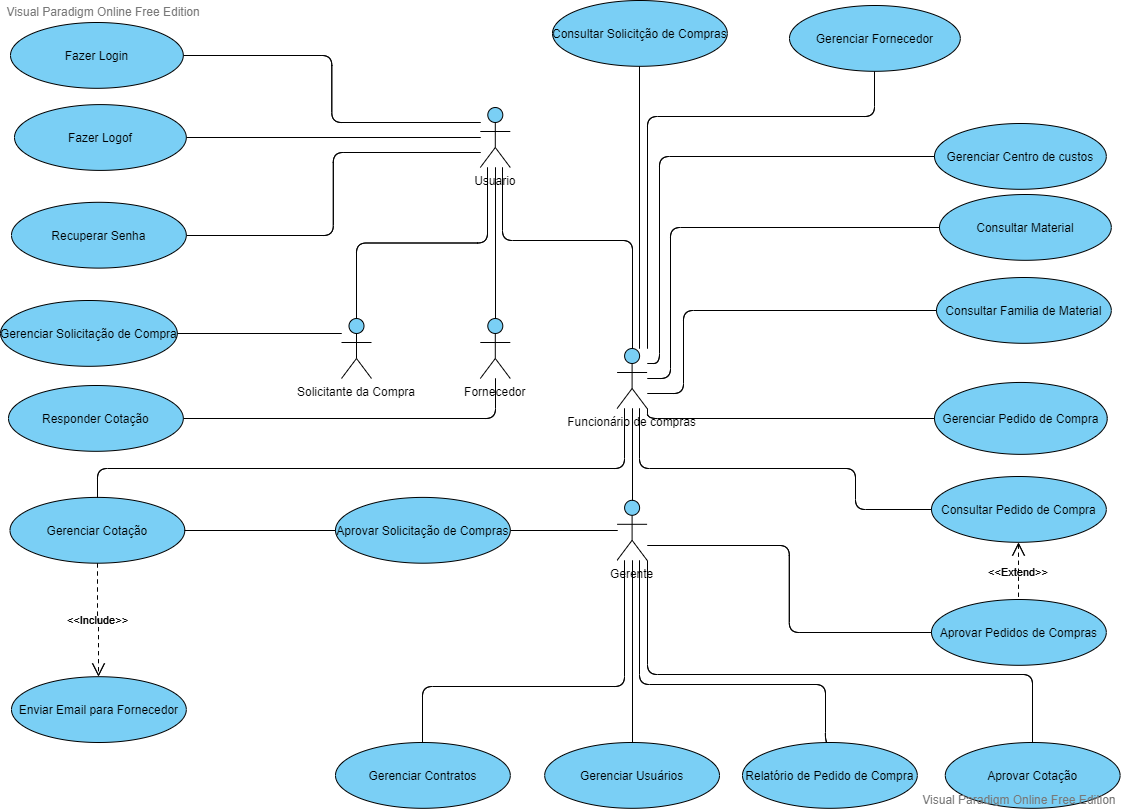 Visual Paradigm Online Free Edition
Fazer Login
Consultar Solicitção de Compras
Gerenciar Fornecedor
Fazer Logof
Usuario
Gerenciar Centro de custos
Recuperar Senha
Consultar Material
Gerenciar Solicitação de Compra
Consultar Familia de Material
Solicitante da Compra
Fornecedor
Responder Cotação
Funcionário de compras
Gerenciar Pedido de Compra
Gerenciar Cotação
Aprovar Solicitação de Compras
Consultar Pedido de Compra
Gerente
<<Extend>>
<<Include>>
Aprovar Pedidos de Compras
Enviar Email para Fornecedor
Gerenciar Contratos
Gerenciar Usuários
Relatório de Pedido de Compra
Aprovar Cotação
Visual Paradigm Online Free Edition